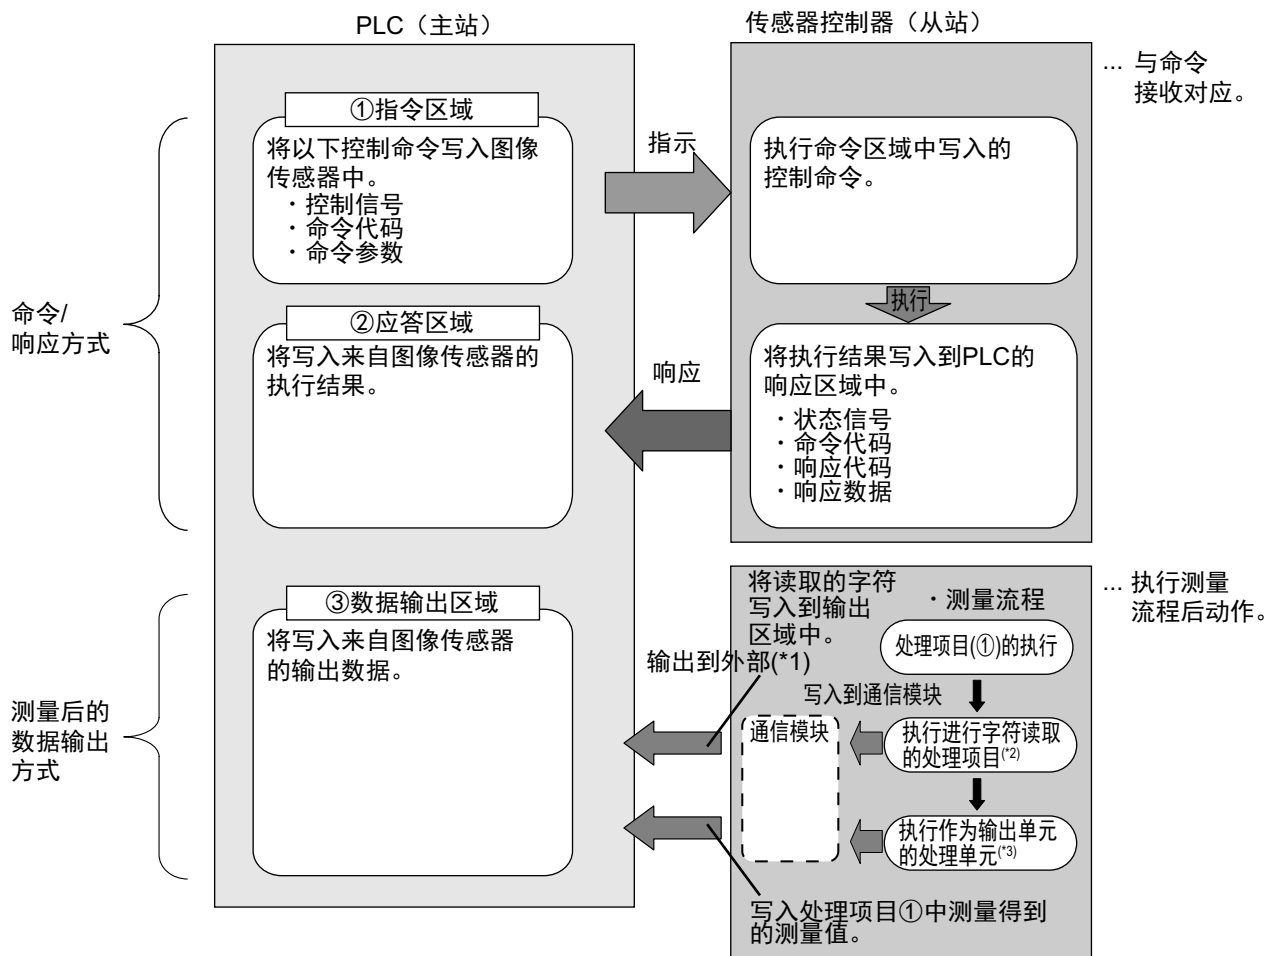 PLC（主站）
传感器控制器（从站）
... 与命令
接收对应。
①指令区域
将以下控制命令写入图像
传感器中。
・控制信号
・命令代码
・命令参数
指示
执行命令区域中写入的
控制命令。
执行
命令/
响应方式
②应答区域
将写入来自图像传感器的
执行结果。
响应
将执行结果写入到PLC的
响应区域中。
・状态信号
・命令代码
・响应代码
・响应数据
③数据输出区域
将写入来自图像传感器
的输出数据。
测量后的
数据输出
方式
将读取的字符
写入到输出
区域中。
输出到外部(*1)
・测量流程
... 执行测量
流程后动作。
处理项目(①)的执行
写入到通信模块
通信模块
执行进行字符读取
的处理项目(*2)
执行作为输出单元
的处理单元(*3)
写入处理项目①中测量得到
的测量值。